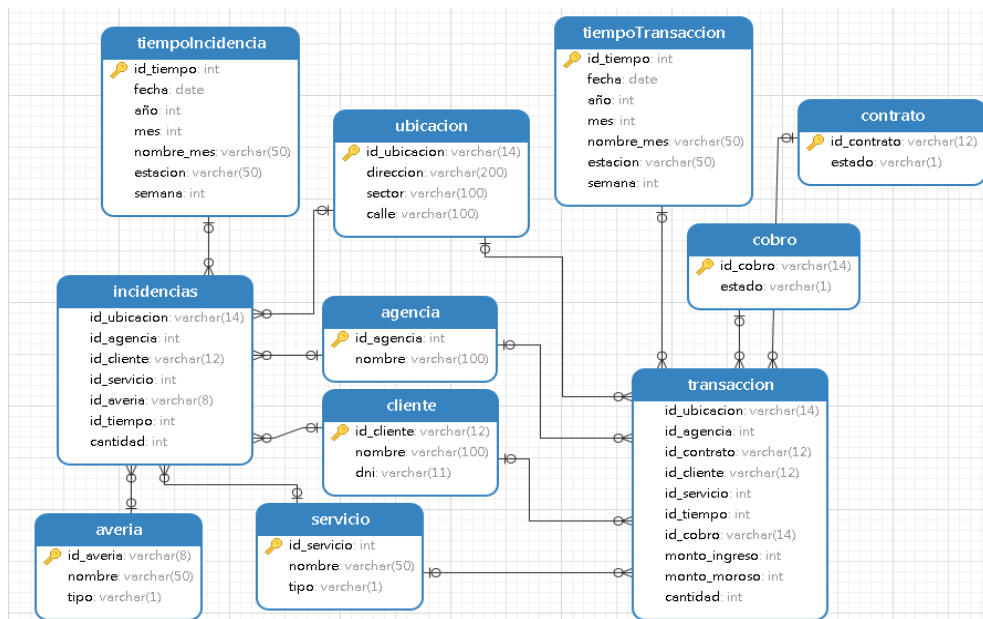 tiempoIncidencia
id_tiempo: int
fecha: date
año: int
mes: int
nombre_mes: varchar(50)
estacion: varchar(50)
semana: int
tiempoTransaccion
id_tiempo: int
fecha: date
año: int
mes: int
nombre_mes: varchar(50)
estacion: varchar(50)
semana: int
ubicacion
id_ubicacion: varchar(14)
direccion: varchar(200)
sector: varchar(100)
calle: varchar(100)
contrato
id_contrato: varchar(12)
estado: varchar(1)
cobro
id_cobro: varchar(14)
estado: varchar(1)
incidencias
id_ubicacion: varchar(14)
id_agencia: int
id_cliente: varchar(12)
id_servicio: int
id_averia: varchar(8)
id_tiempo: int
cantidad: int
agencia
id_agencia: int
nombre: varchar(100)
cliente
id_cliente: varchar(12)
nombre: varchar(100)
dni: varchar(11)
transaccion
id_ubicacion: varchar(14)
id_agencia: int
id_contrato: varchar(12)
id_cliente: varchar(12)
id_servicio: int
id_tiempo: int
id_cobro: varchar(14)
monto_ingreso: int
monto_moroso: int
cantidad: int
averia
id_averia: varchar(8)
nombre: varchar(50)
tipo: varchar(1)
servicio
id_servicio: int
nombre: varchar(50)
tipo: varchar(1)